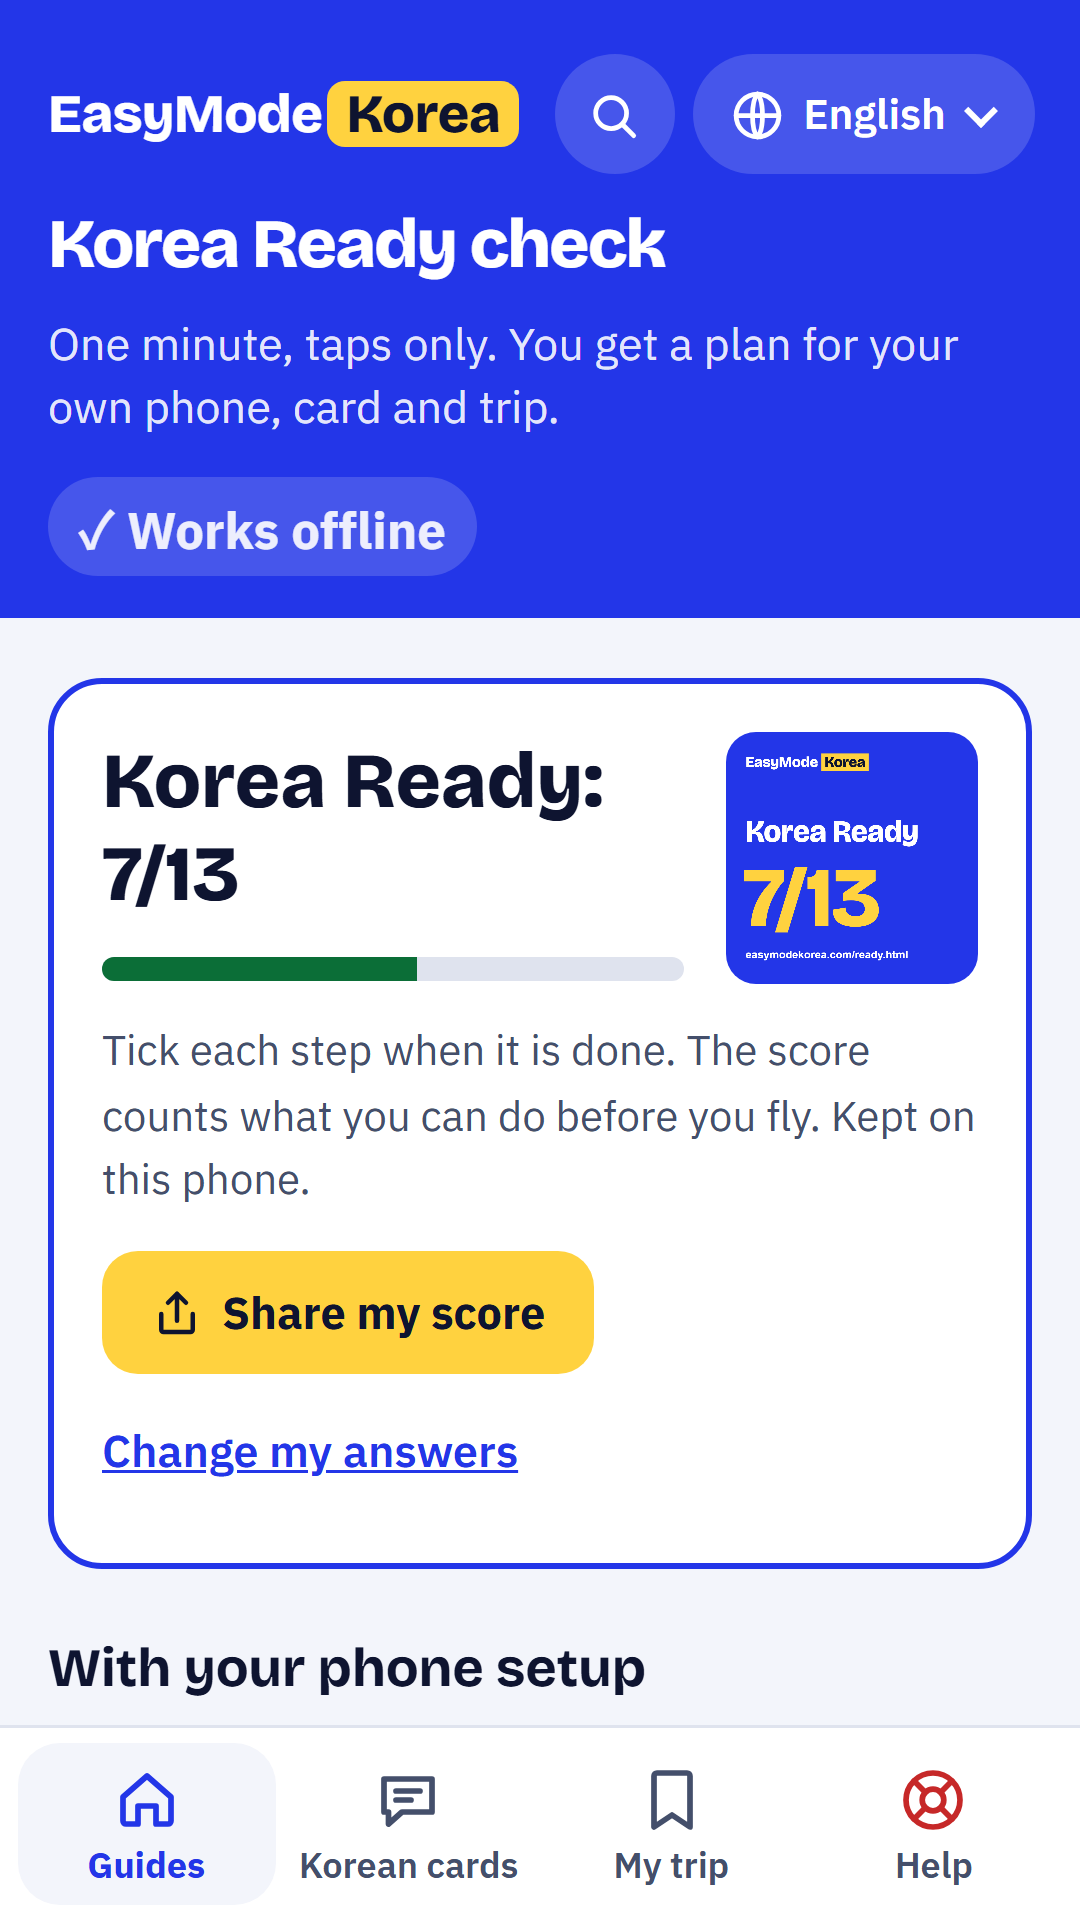 EasyMode Korea
English
Korea Ready check
One minute, taps only. You get a plan for your
own phone, card and trip.
✓ Works offline
Korea Ready:
7/13
EasyMode Korea
Korea Ready
7/13
easymodekorea.com/ready.html
Tick each step when it is done. The score
counts what you can do before you fly. Kept on
this phone.
Share my score
Change my answers
With your phone setup
Guides
Korean cards
My trip
Help